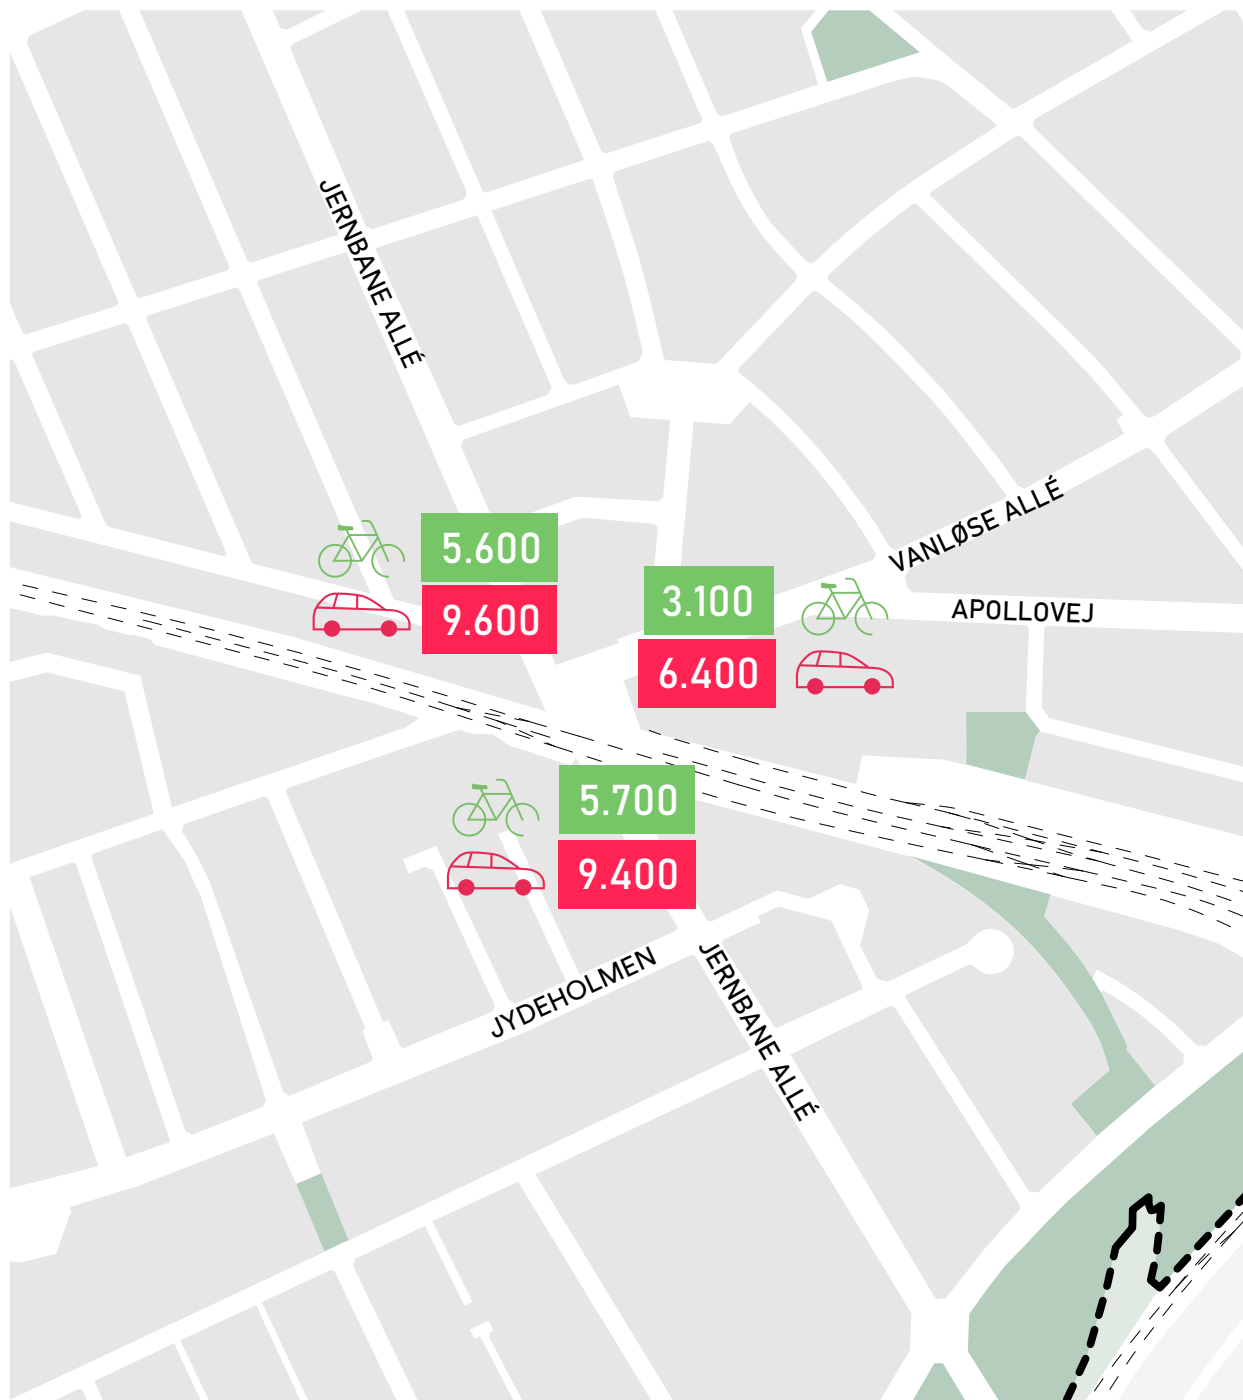 JERNBANE ALLÉ
VANLØSE ALLÉ
5.600
9.600
3.100
6.400
APOLLOVEJ
5.700
9.400
JYDEHOLMEN
JERNBANE ALLÉ